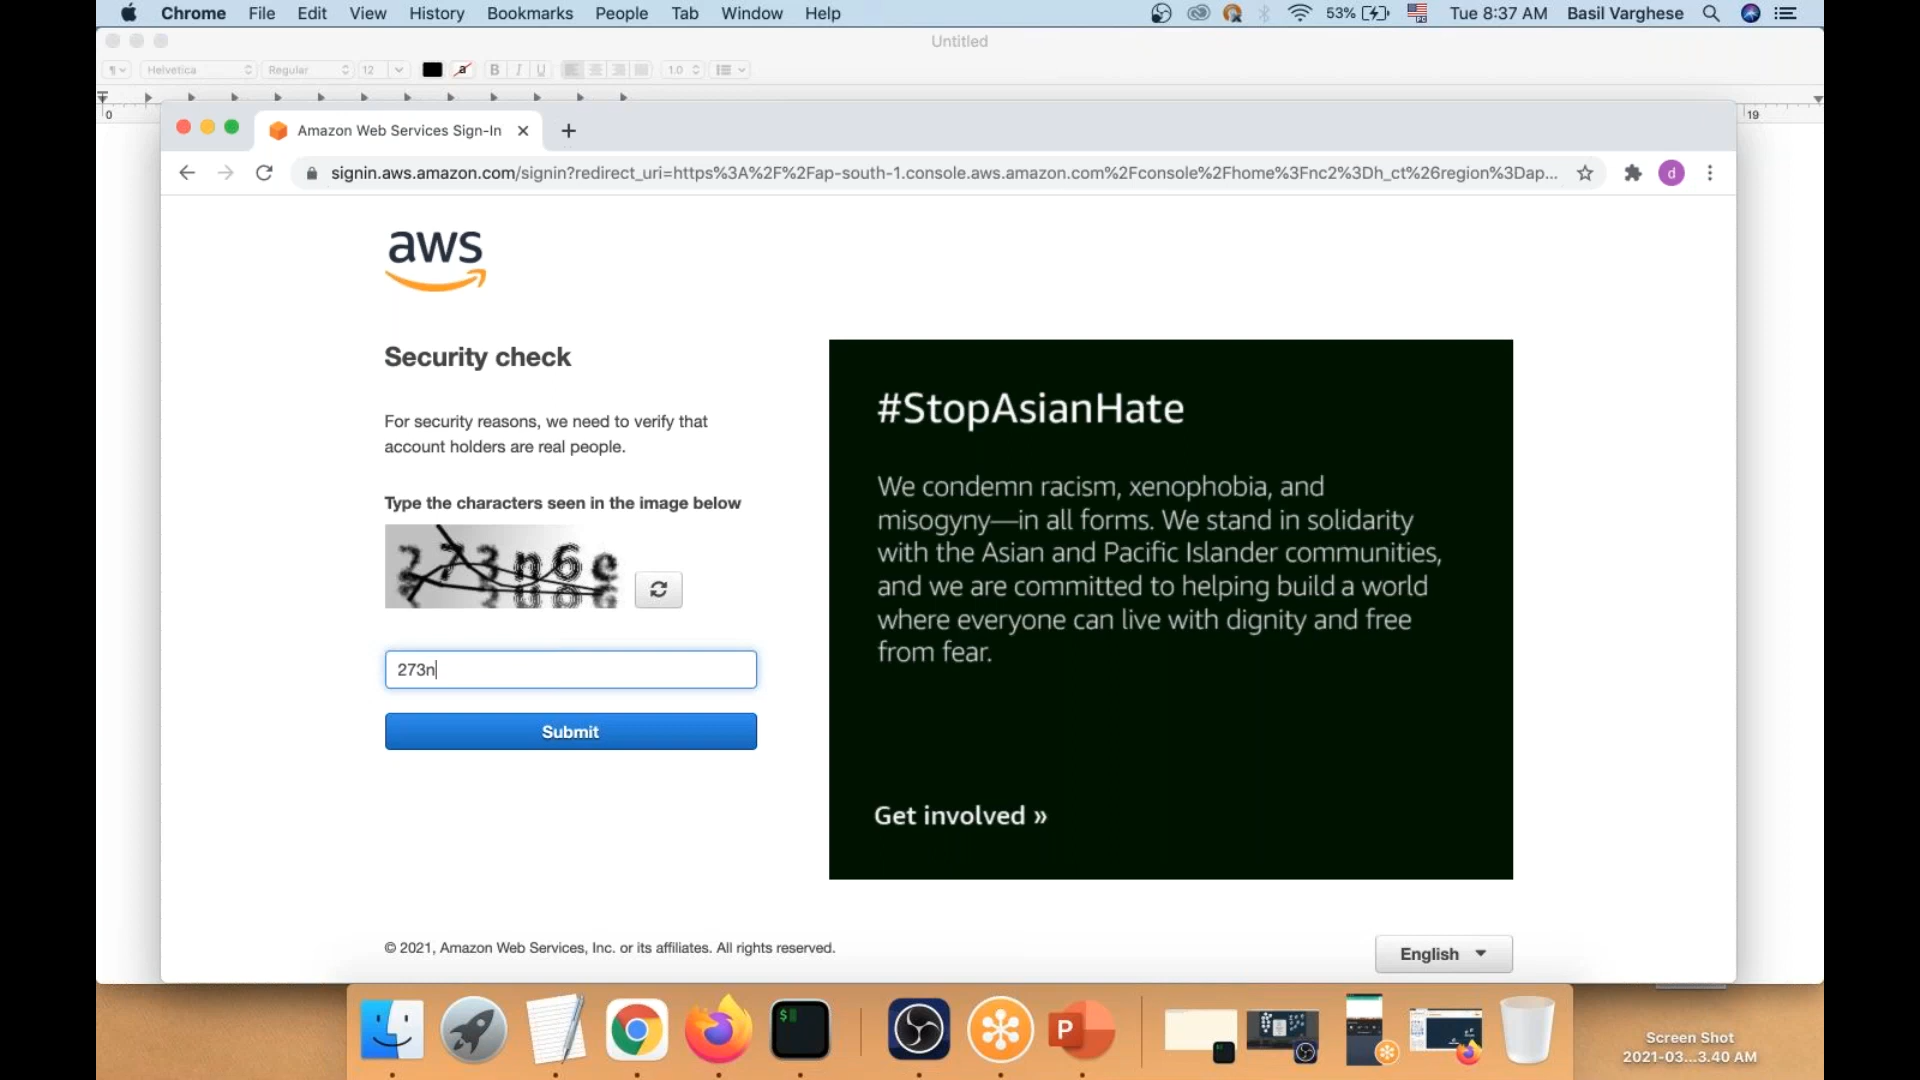 Chrome File Edit View History Bookmarks People Tab Window Help 53% Tue 8:37 AM Basil Varghese
Untitled
Helvetica Regular 12 a B I U 1.0
0 19
Amazon Web Services Sign-In
signin.aws.amazon.com/signin?redirect_uri=https%3A%2F%2Fap-south-1.console.aws.amazon.com%2Fconsole%2Fhome%3Fnc2%3Dh_ct%26region%3Dap... d
aws
Security check
For security reasons, we need to verify that
account holders are real people.
Type the characters seen in the image below
273n
Submit
#StopAsianHate
We condemn racism, xenophobia, and
misogyny—in all forms. We stand in solidarity
with the Asian and Pacific Islander communities,
and we are committed to helping build a world
where everyone can live with dignity and free
from fear.
Get involved »
© 2021, Amazon Web Services, Inc. or its affiliates. All rights reserved.
English
$
P
Screen Shot
2021-03...3.40 AM